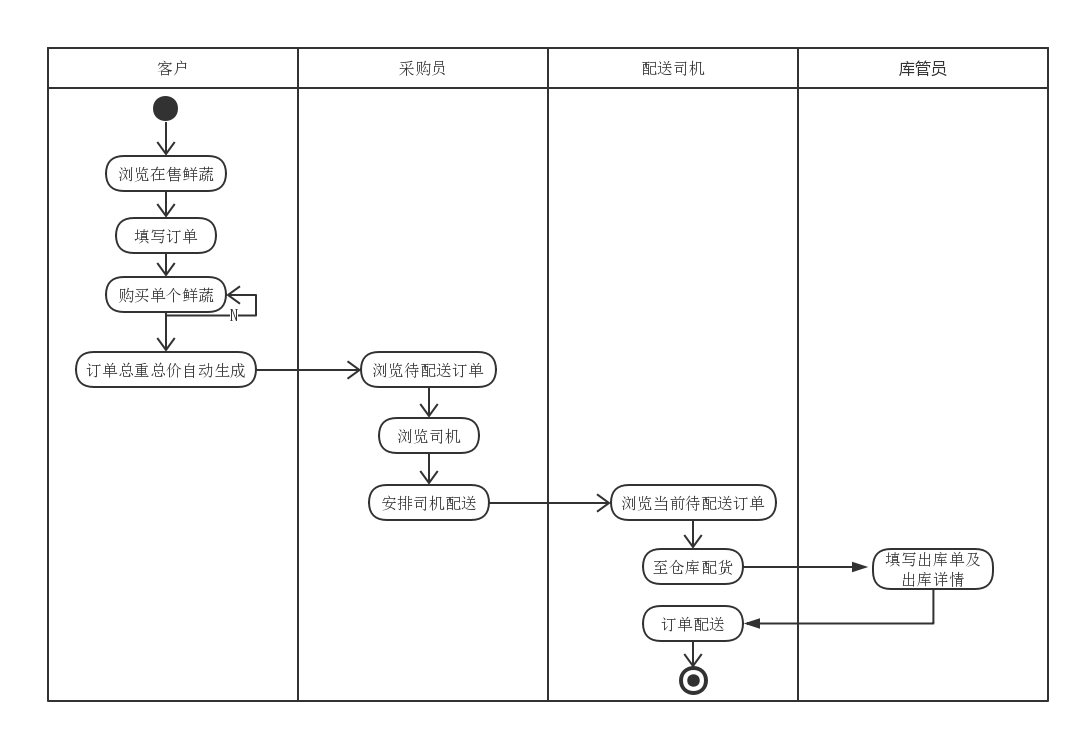 客户
采购员
配送司机
库管员
浏览在售鲜蔬
填写订单
购买单个鲜蔬
N
订单总重总价自动生成
浏览待配送订单
浏览司机
安排司机配送
浏览当前待配送订单
至仓库配货
填写出库单及
出库详情
订单配送